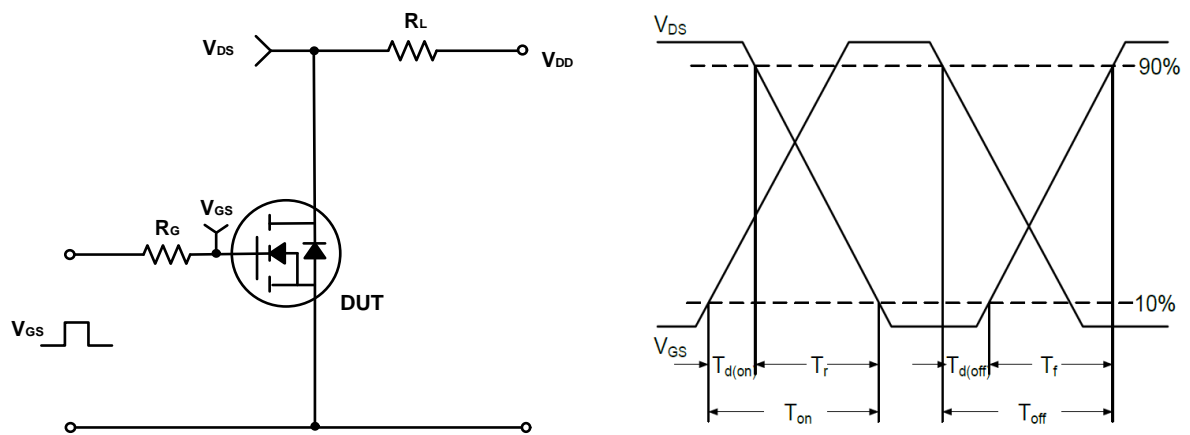 RL
VDS
VDD
VGS
RG
DUT
VGS
VDS
90%
10%
VGS
Td(on)
Tr
Td(off)
Tf
Ton
Toff